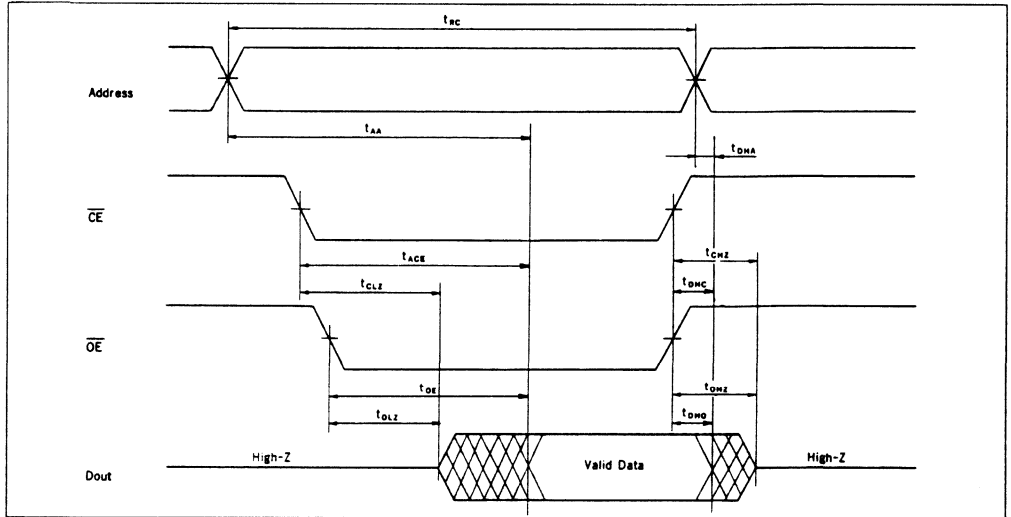 tRC
Address
tAA
tDHA
CE
tACE
tCHZ
tCLZ
tDHC
OE
tOE
tOHZ
tOLZ
tDHO
High-Z
Valid Data
High-Z
Dout